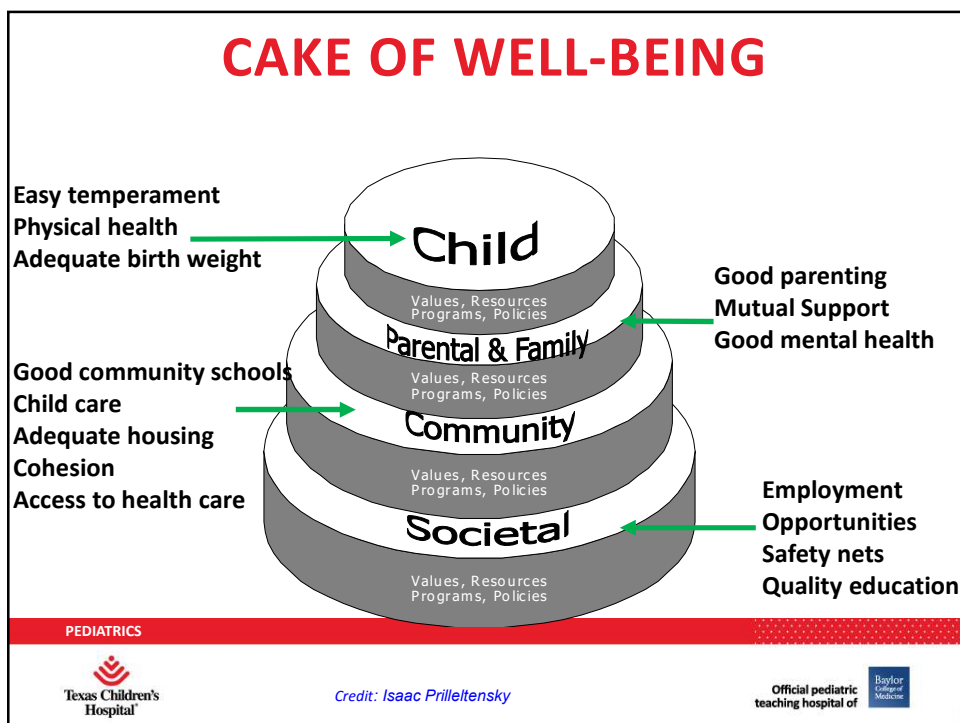 CAKE OF WELL-BEING
Easy temperament
Physical health
Adequate birth weight
Child
Values, Resources
Programs, Policies
Good parenting
Mutual Support
Good mental health
Parental & Family
Values, Resources
Programs, Policies
Good community schools
Child care
Adequate housing
Cohesion
Access to health care
Community
Values, Resources
Programs, Policies
Employment
Opportunities
Safety nets
Quality education
Societal
Values, Resources
Programs, Policies
PEDIATRICS
Texas Children's
Hospital®
Credit: Isaac Prilleltensky
Official pediatric
teaching hospital of
Baylor
College of
Medicine